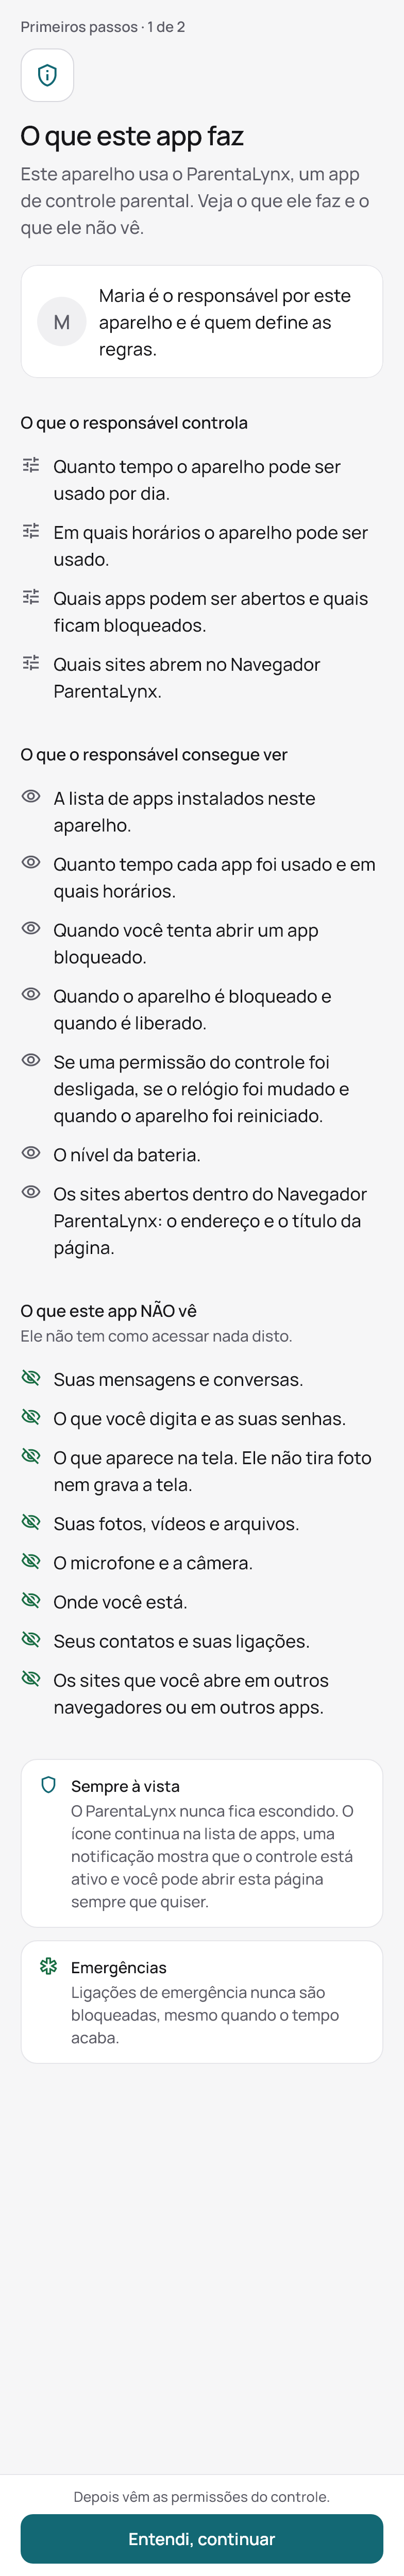 Primeiros passos · 1 de 2
O que este app faz
Este aparelho usa o ParentaLynx, um app
de controle parental. Veja o que ele faz e o
que ele não vê.
M
Maria é o responsável por este
aparelho e é quem define as
regras.
O que o responsável controla
Quanto tempo o aparelho pode ser
usado por dia.
Em quais horários o aparelho pode ser
usado.
Quais apps podem ser abertos e quais
ficam bloqueados.
Quais sites abrem no Navegador
ParentaLynx.
O que o responsável consegue ver
A lista de apps instalados neste
aparelho.
Quanto tempo cada app foi usado e em
quais horários.
Quando você tenta abrir um app
bloqueado.
Quando o aparelho é bloqueado e
quando é liberado.
Se uma permissão do controle foi
desligada, se o relógio foi mudado e
quando o aparelho foi reiniciado.
O nível da bateria.
Os sites abertos dentro do Navegador
ParentaLynx: o endereço e o título da
página.
O que este app NÃO vê
Ele não tem como acessar nada disto.
Suas mensagens e conversas.
O que você digita e as suas senhas.
O que aparece na tela. Ele não tira foto
nem grava a tela.
Suas fotos, vídeos e arquivos.
O microfone e a câmera.
Onde você está.
Seus contatos e suas ligações.
Os sites que você abre em outros
navegadores ou em outros apps.
Sempre à vista
O ParentaLynx nunca fica escondido. O
ícone continua na lista de apps, uma
notificação mostra que o controle está
ativo e você pode abrir esta página
sempre que quiser.
Emergências
Ligações de emergência nunca são
bloqueadas, mesmo quando o tempo
acaba.
Depois vêm as permissões do controle.
Entendi, continuar